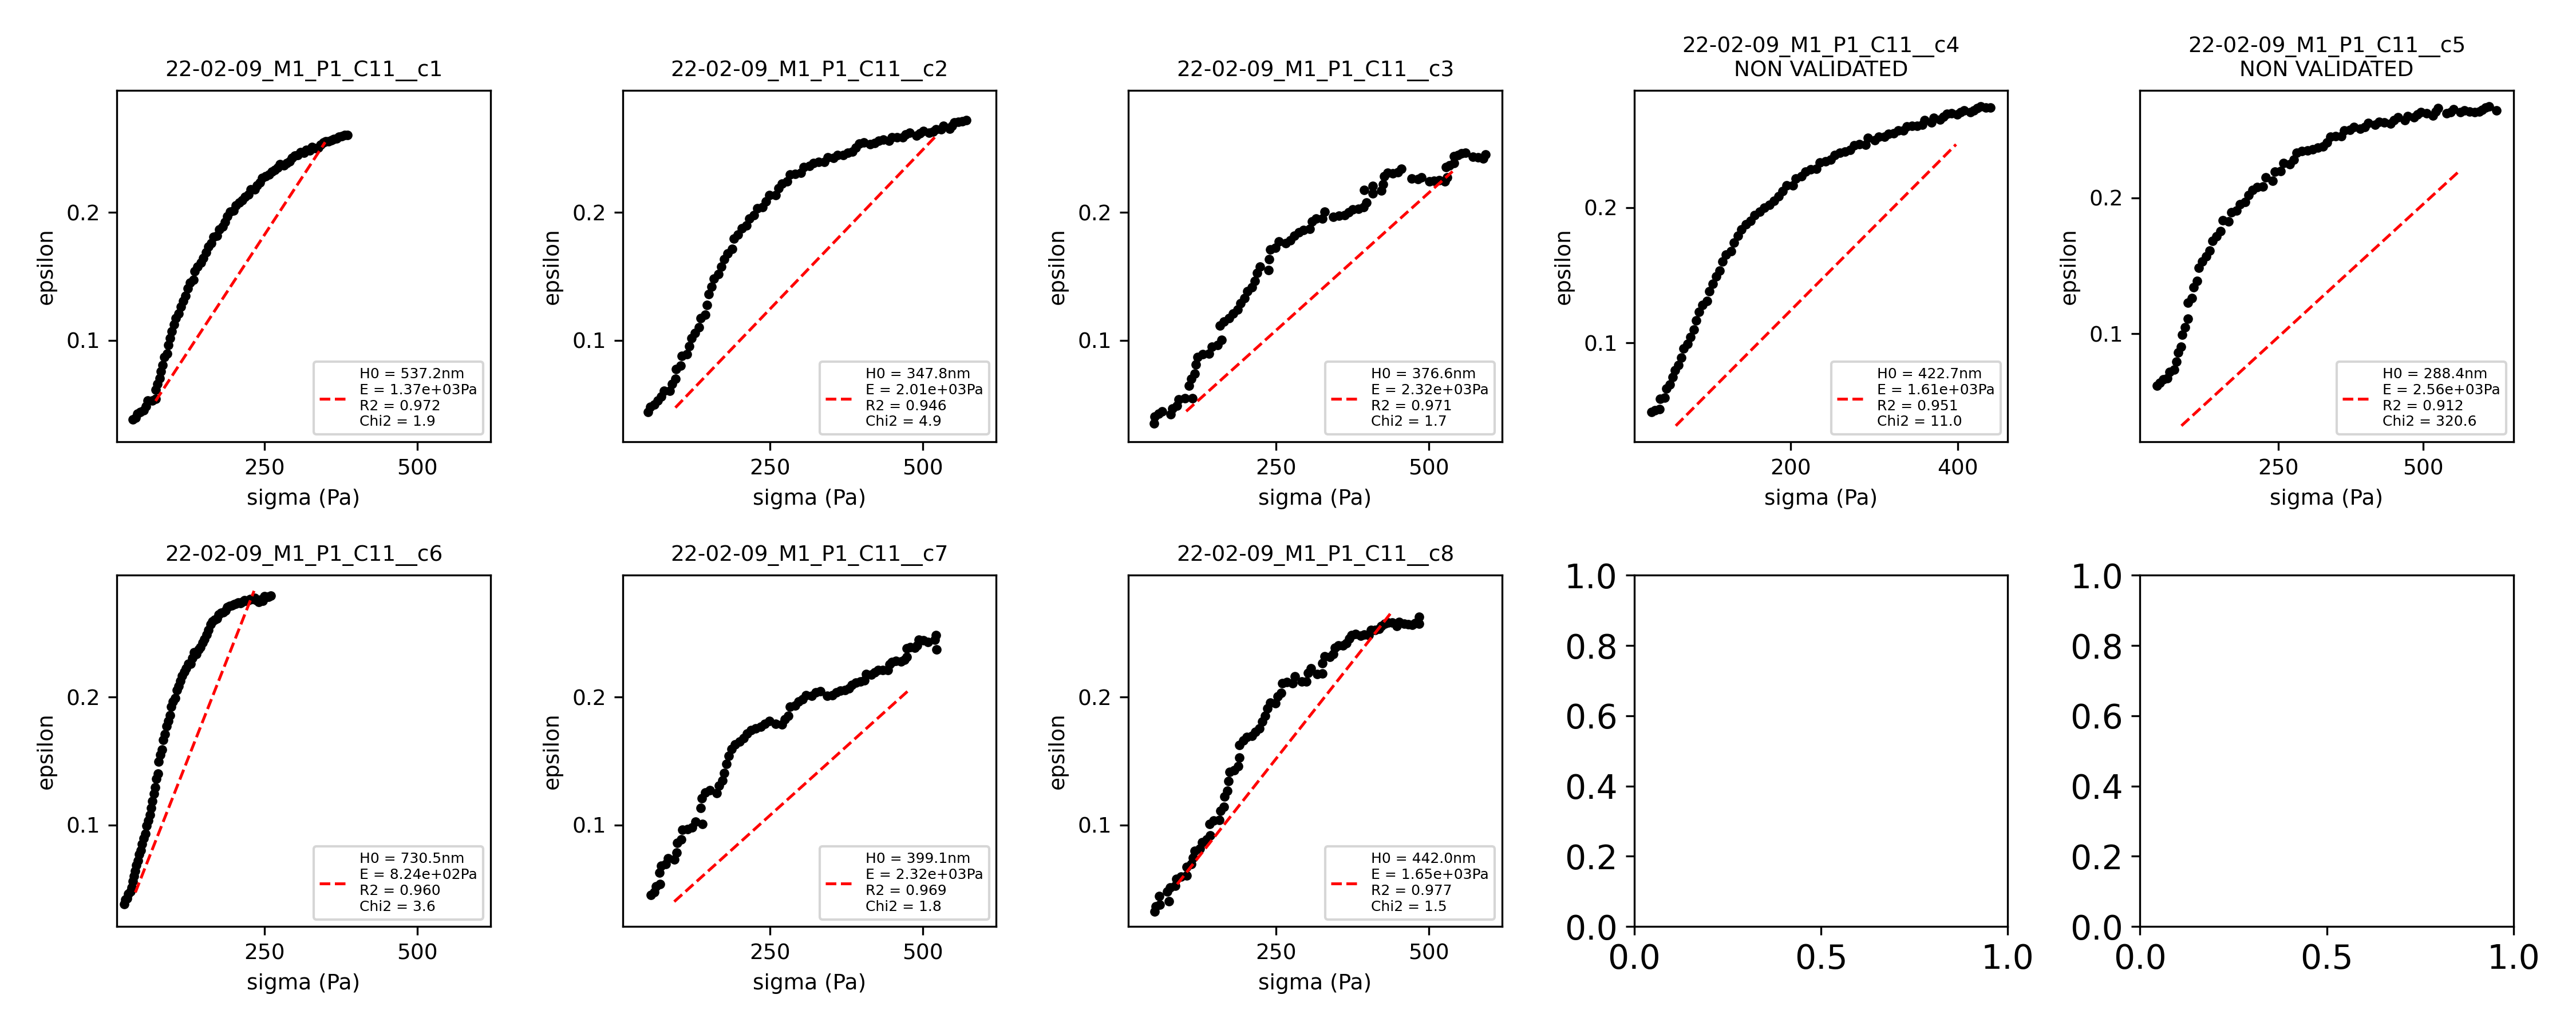 22-02-09_M1_P1_C11__c1
epsilon
0.2
0.1
250
500
sigma (Pa)
H0 = 537.2nm
E = 1.37e+03Pa
R2 = 0.972
Chi2 = 1.9
22-02-09_M1_P1_C11__c2
epsilon
0.2
0.1
250
500
sigma (Pa)
H0 = 347.8nm
E = 2.01e+03Pa
R2 = 0.946
Chi2 = 4.9
22-02-09_M1_P1_C11__c3
epsilon
0.2
0.1
250
500
sigma (Pa)
H0 = 376.6nm
E = 2.32e+03Pa
R2 = 0.971
Chi2 = 1.7
22-02-09_M1_P1_C11__c4
NON VALIDATED
epsilon
0.2
0.1
200
400
sigma (Pa)
H0 = 422.7nm
E = 1.61e+03Pa
R2 = 0.951
Chi2 = 11.0
22-02-09_M1_P1_C11__c5
NON VALIDATED
epsilon
0.2
0.1
250
500
sigma (Pa)
H0 = 288.4nm
E = 2.56e+03Pa
R2 = 0.912
Chi2 = 320.6
22-02-09_M1_P1_C11__c6
epsilon
0.2
0.1
250
500
sigma (Pa)
H0 = 730.5nm
E = 8.24e+02Pa
R2 = 0.960
Chi2 = 3.6
22-02-09_M1_P1_C11__c7
epsilon
0.2
0.1
250
500
sigma (Pa)
H0 = 399.1nm
E = 2.32e+03Pa
R2 = 0.969
Chi2 = 1.8
22-02-09_M1_P1_C11__c8
epsilon
0.2
0.1
250
500
sigma (Pa)
H0 = 442.0nm
E = 1.65e+03Pa
R2 = 0.977
Chi2 = 1.5
1.0
0.8
0.6
0.4
0.2
0.0
0.0
0.5
1.0
1.0
0.8
0.6
0.4
0.2
0.0
0.0
0.5
1.0